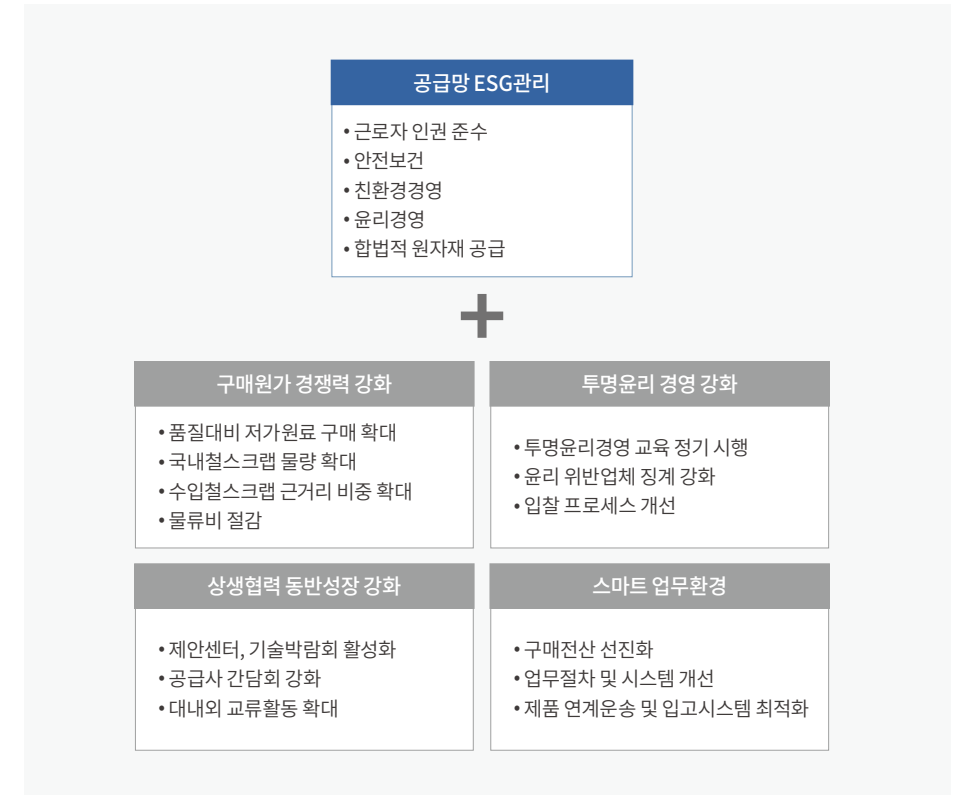 공급망 ESG관리
• 근로자 인권 준수
• 안전보건
• 친환경경영
• 윤리경영
• 합법적 원자재 공급
+
구매원가 경쟁력 강화
• 품질대비 저가원료 구매 확대
• 국내철스크랩 물량 확대
• 수입철스크랩 근거리 비중 확대
• 물류비 절감
투명윤리 경영 강화
• 투명윤리경영 교육 정기 시행
• 윤리 위반업체 징계 강화
• 입찰 프로세스 개선
상생협력 동반성장 강화
• 제안센터, 기술박람회 활성화
• 공급사 간담회 강화
• 대내외 교류활동 확대
스마트 업무환경
• 구매전산 선진화
• 업무절차 및 시스템 개선
• 제품 연계운송 및 입고시스템 최적화